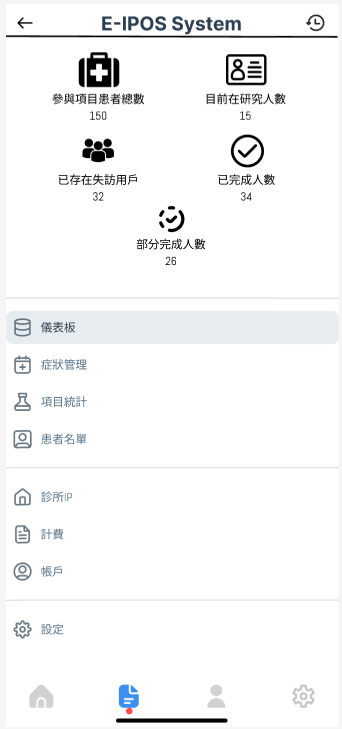 E-IPOS System
參與項目患者總數
150
目前在研究人數
15
已存在失訪用戶
32
已完成人數
34
部分完成人數
26
儀表板
症狀管理
項目統計
患者名單
診所IP
計費
帳戶
設定